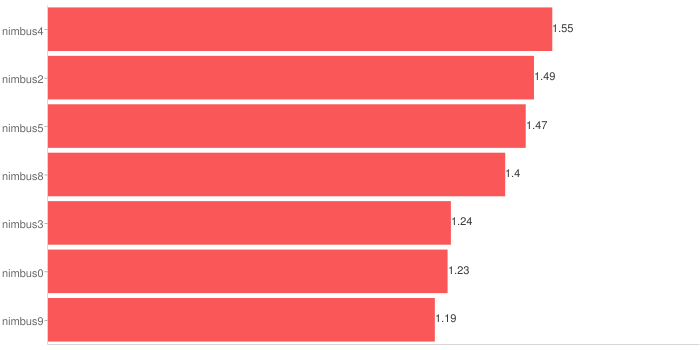 nimbus4 1.55
nimbus2 1.49
nimbus5 1.47
nimbus8 1.4
nimbus3 1.24
nimbus0 1.23
nimbus9 1.19